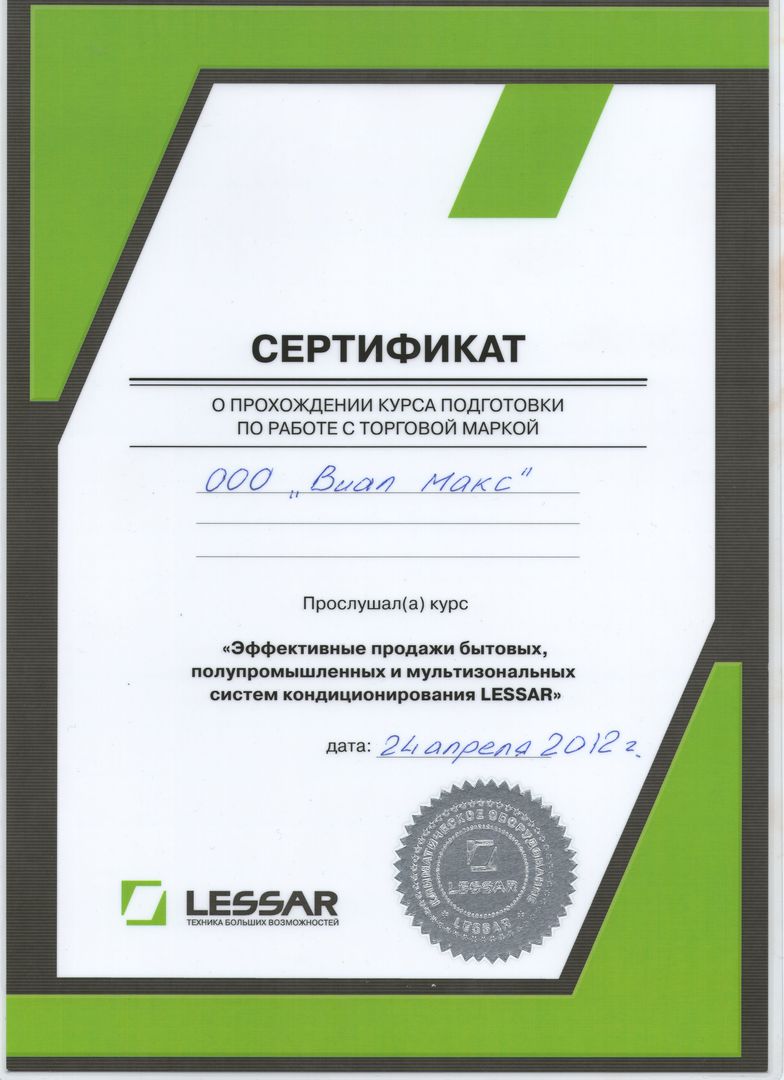 СЕРТИФИКАТ
О ПРОХОЖДЕНИИ КУРСА ПОДГОТОВКИ
ПО РАБОТЕ С ТОРГОВОЙ МАРКОЙ
ООО „Виал Макс"
Прослушал(а) курс
«Эффективные продажи бытовых,
полупромышленных и мультизональных
систем кондиционирования LESSAR»
дата: 24 апреля 2012 г.
КЛИМАТИЧЕСКОЕ ОБОРУДОВАНИЕ
LESSAR
LESSAR
LESSAR
ТЕХНИКА БОЛЬШИХ ВОЗМОЖНОСТЕЙ